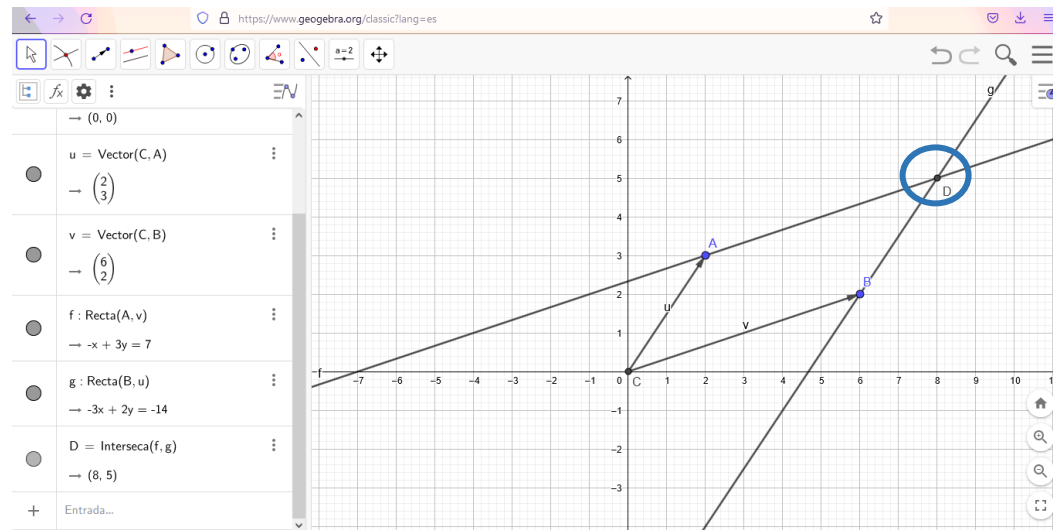 https://www.geogebra.org/classic?lang=es
a=2
fx
→ (0, 0)
u = Vector(C, A)
→ (2
3)
v = Vector(C, B)
→ (6
2)
f : Recta(A, v)
→ -x + 3y = 7
g : Recta(B, u)
→ -3x + 2y = -14
D = Interseca(f, g)
→ (8, 5)
+ Entrada...
7
g
6
5
D
4
A
3
2
B
u
1
v
f
−7 −6 −5 −4 −3 −2 −1 0 C 1 2 3 4 5 6 7 8 9 10 1
−1
−2
−3